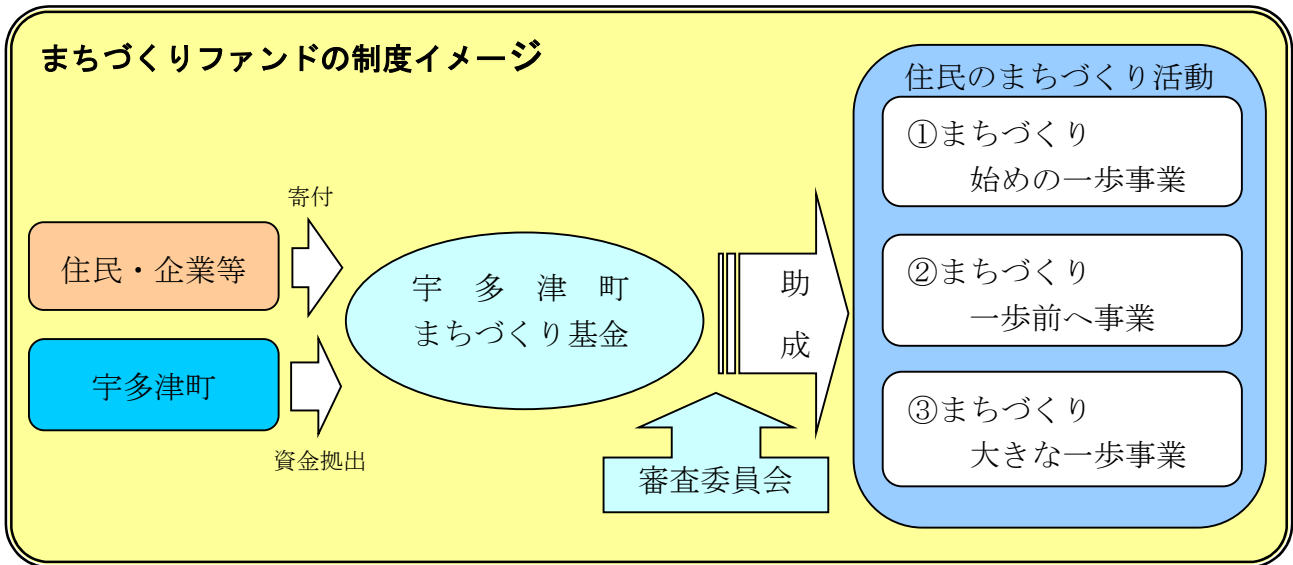 まちづくりファンドの制度イメージ
寄付
住民・企業等
宇多津町
資金拠出
宇 多 津 町
まちづくり基金
助
成
審査委員会
住民のまちづくり活動
①まちづくり
始めの一歩事業
②まちづくり
一歩前へ事業
③まちづくり
大きな一歩事業